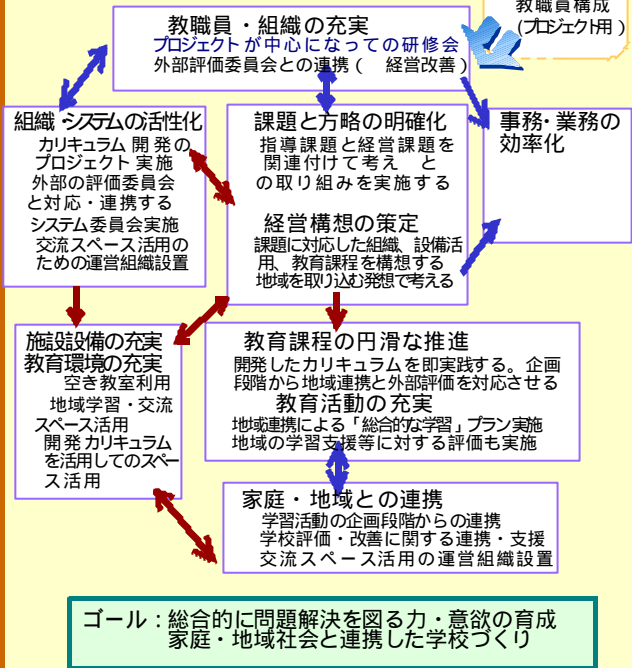 教職員構成
(プロジェクト用)
教職員・組織の充実
プロジェクトが中心になっての研修会
外部評価委員会との連携(　経営改善)
組織・システムの活性化
カリキュラム開発の
プロジェクト実施
外部の評価委員会
と対応・連携する
システム委員会実施
交流スペース活用の
ための運営組織設置
課題と方略の明確化
指導課題と経営課題を
関連付けて考え　と
の取り組みを実施する
経営構想の策定
課題に対応した組織、設備活
用、教育課程を構想する
地域を取り込む発想で考える
事務・業務の
効率化
施設設備の充実
教育環境の充実
空き教室利用
地域学習・交流
スペース活用
開発カリキュラム
を活用してのスペー
ス活用
教育課程の円滑な推進
開発したカリキュラムを即実践する。企画
段階から地域連携と外部評価を対応させる
教育活動の充実
地域連携による「総合的な学習」プラン実施
地域の学習支援等に対する評価も実施
家庭・地域との連携
学習活動の企画段階からの連携
学校評価・改善に関する連携・支援
交流スペース活用の運営組織設置
ゴール：総合的に問題解決を図る力・意欲の育成
家庭・地域社会と連携した学校づくり